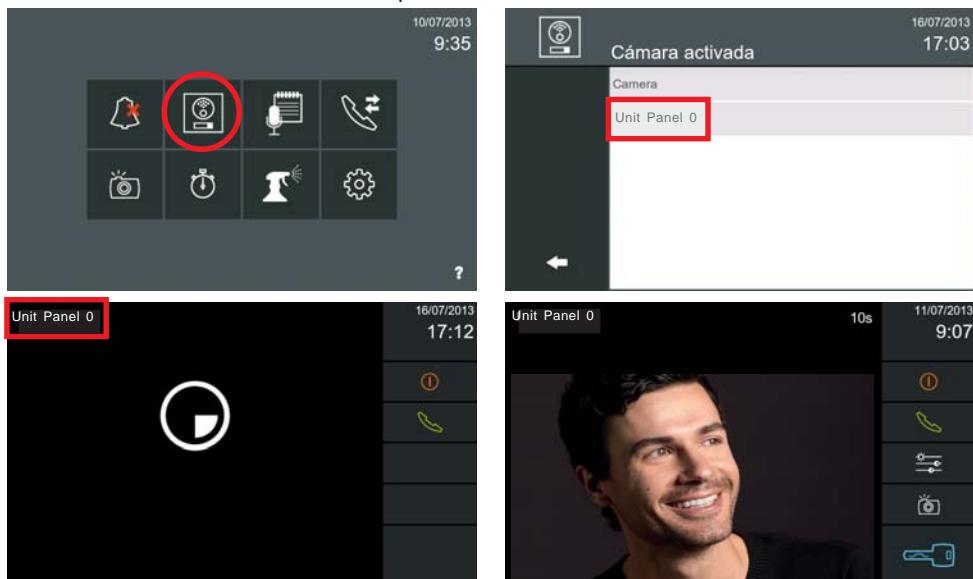 10/07/2013
9:35
?
16/07/2013
17:03
Cámara activada
Camera
Unit Panel 0
Unit Panel 0
16/07/2013
17:12
Unit Panel 0
10s
11/07/2013
9:07